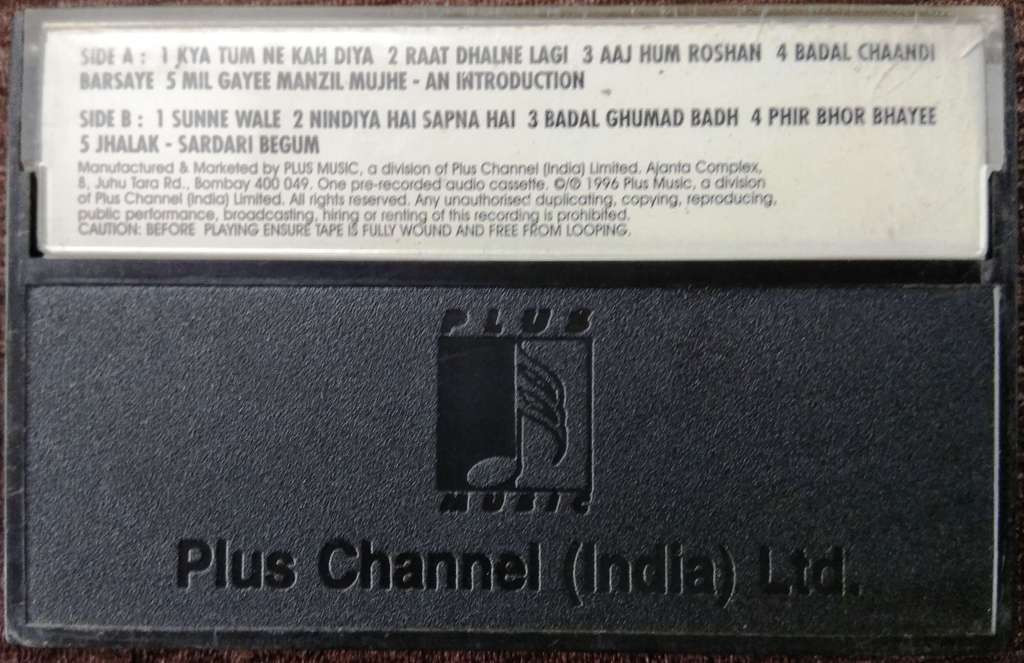 SIDE A : 1 KYA TUM NE KAH DIYA 2 RAAT DHALNE LAGI 3 AAJ HUM ROSHAN 4 BADAL CHAANDI
BARSAYE 5 MIL GAYEE MANZIL MUJHE - AN INTRODUCTION
SIDE B : 1 SUNNE WALE 2 NINDIYA HAI SAPNA HAI 3 BADAL GHUMAD BADH 4 PHIR BHOR BHAYEE
5 JHALAK - SARDARI BEGUM
Manufactured & Marketed by PLUS MUSIC, a division of Plus Channel (India) Limited. Ajanta Complex,
8, Juhu Tara Rd., Bombay 400 049. One pre-recorded audio cassette. ©/℗ 1996 Plus Music, a division
of Plus Channel (India) Limited. All rights reserved. Any unauthorised duplicating, copying, reproducing,
public performance, broadcasting, hiring or renting of this recording is prohibited.
CAUTION: BEFORE PLAYING ENSURE TAPE IS FULLY WOUND AND FREE FROM LOOPING.
PLUS
MUSIC
Plus Channel (India) Ltd.